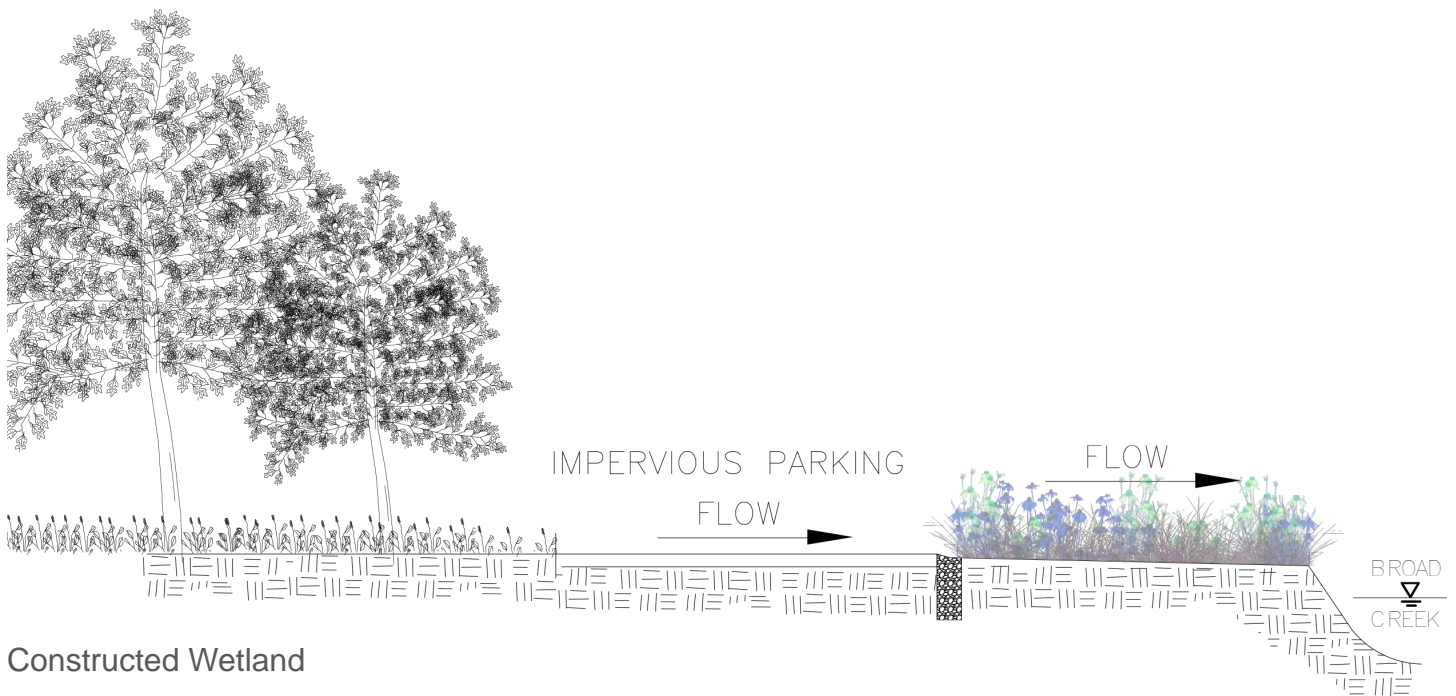 IMPERVIOUS PARKING
FLOW
FLOW
BROAD
CREEK
Constructed Wetland